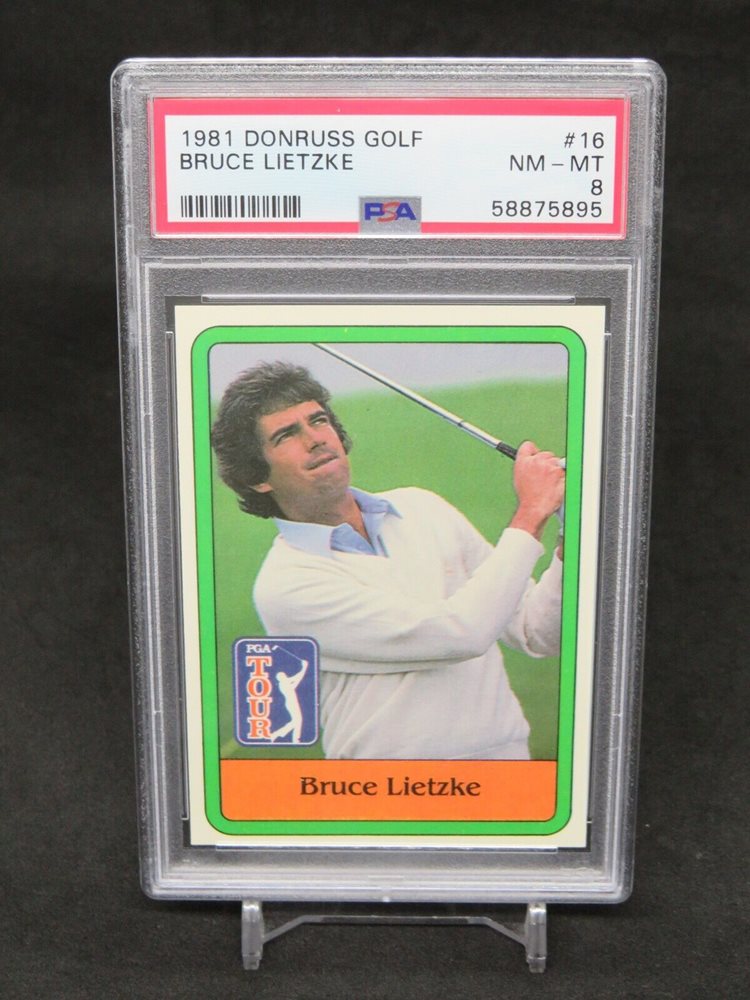 1981 DONRUSS GOLF #16
BRUCE LIETZKE NM - MT
8
PSA 58875895
PGA
TOUR
Bruce Lietzke